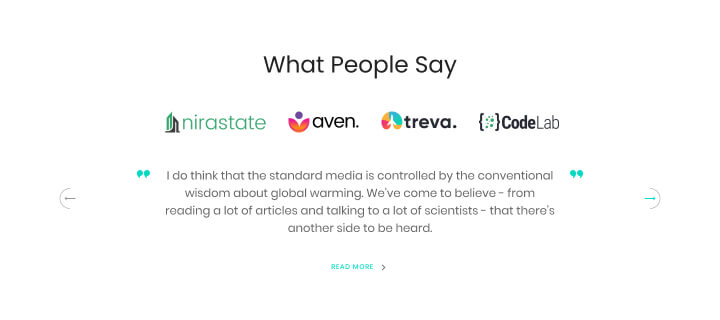 What People Say
nirastate
aven.
treva.
{CodeLab
❞ I do think that the standard media is controlled by the conventional ❞
wisdom about global warming. We've come to believe - from
reading a lot of articles and talking to a lot of scientists - that there's
another side to be heard.
READ MORE >